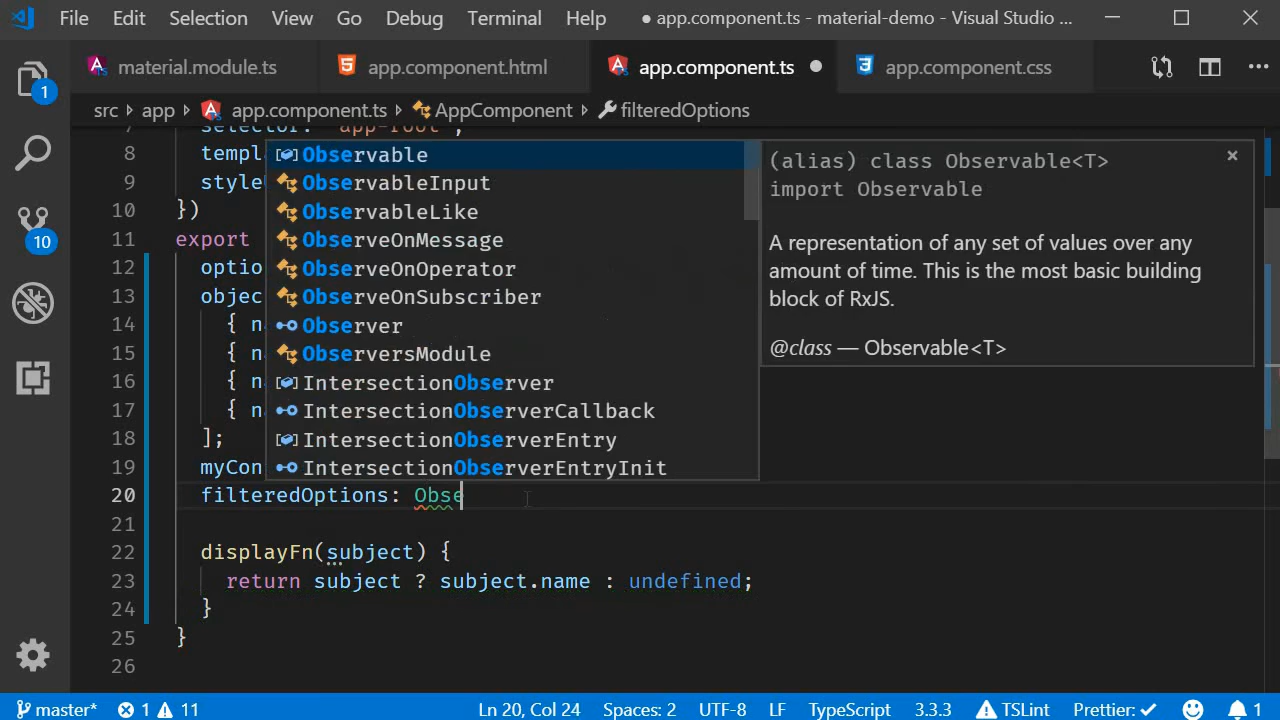 File Edit Selection View Go Debug Terminal Help ● app.component.ts - material-demo - Visual Studio ...
material.module.ts app.component.html app.component.ts ● app.component.css
src > app > app.component.ts > AppComponent > filteredOptions
7 selector: 'app-root',
8 templa
9 style
10 })
11 export
12 optio
13 objec
14 { n
15 { n
16 { n
17 { n
18 ];
19 myCon
20 filteredOptions: Obse
21
22 displayFn(subject) {
23 return subject ? subject.name : undefined;
24 }
25 }
26
Observable
ObservableInput
ObservableLike
ObserveOnMessage
ObserveOnOperator
ObserveOnSubscriber
Observer
ObserversModule
IntersectionObserver
IntersectionObserverCallback
IntersectionObserverEntry
IntersectionObserverEntryInit
(alias) class Observable<T>
import Observable
A representation of any set of values over any
amount of time. This is the most basic building
block of RxJS.
@class — Observable<T>
1
10
master* 1 11 Ln 20, Col 24 Spaces: 2 UTF-8 LF TypeScript 3.3.3 TSLint Prettier: ✓ 1